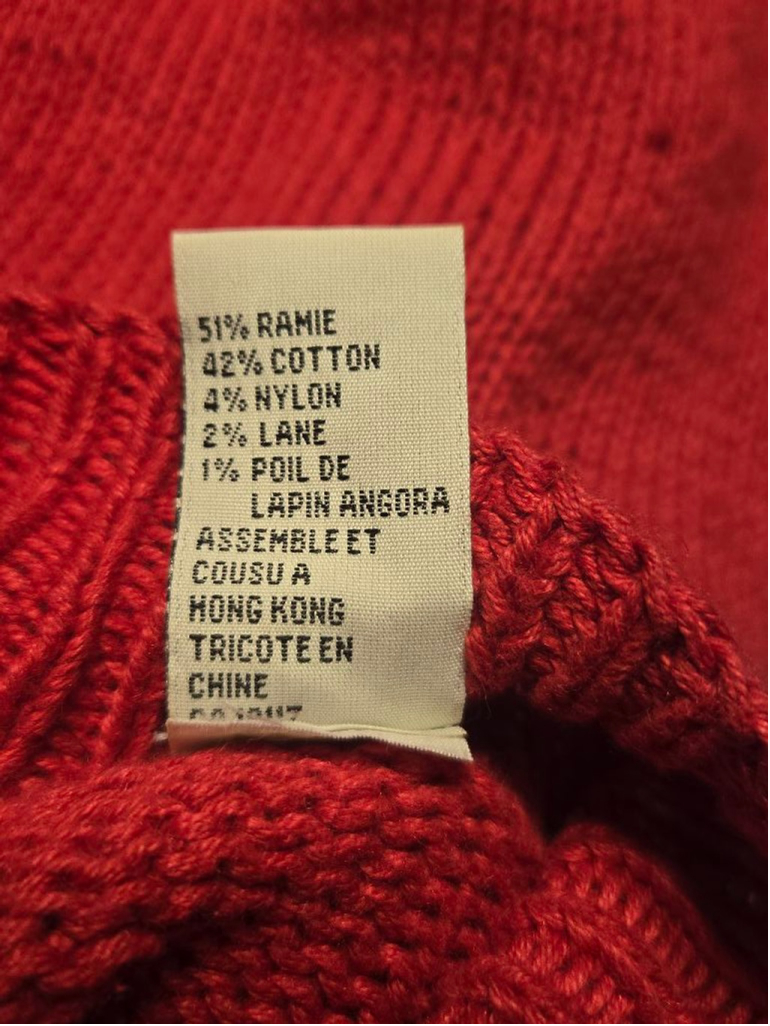 51% RAMIE
42% COTTON
4% NYLON
2% LANE
1% POIL DE
LAPIN ANGORA
ASSEMBLE ET
COUSU A
HONG KONG
TRICOTE EN
CHINE